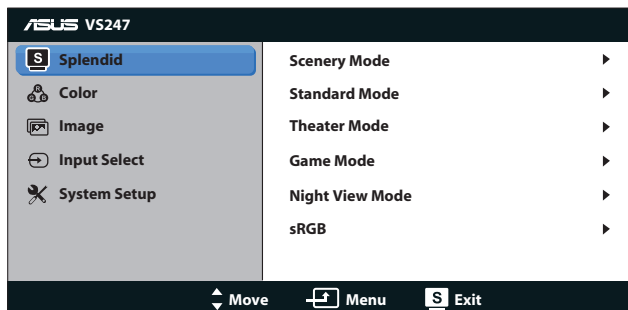 ASUS VS247
S Splendid
Color
Image
Input Select
System Setup
Scenery Mode
Standard Mode
Theater Mode
Game Mode
Night View Mode
sRGB
Move Menu S Exit